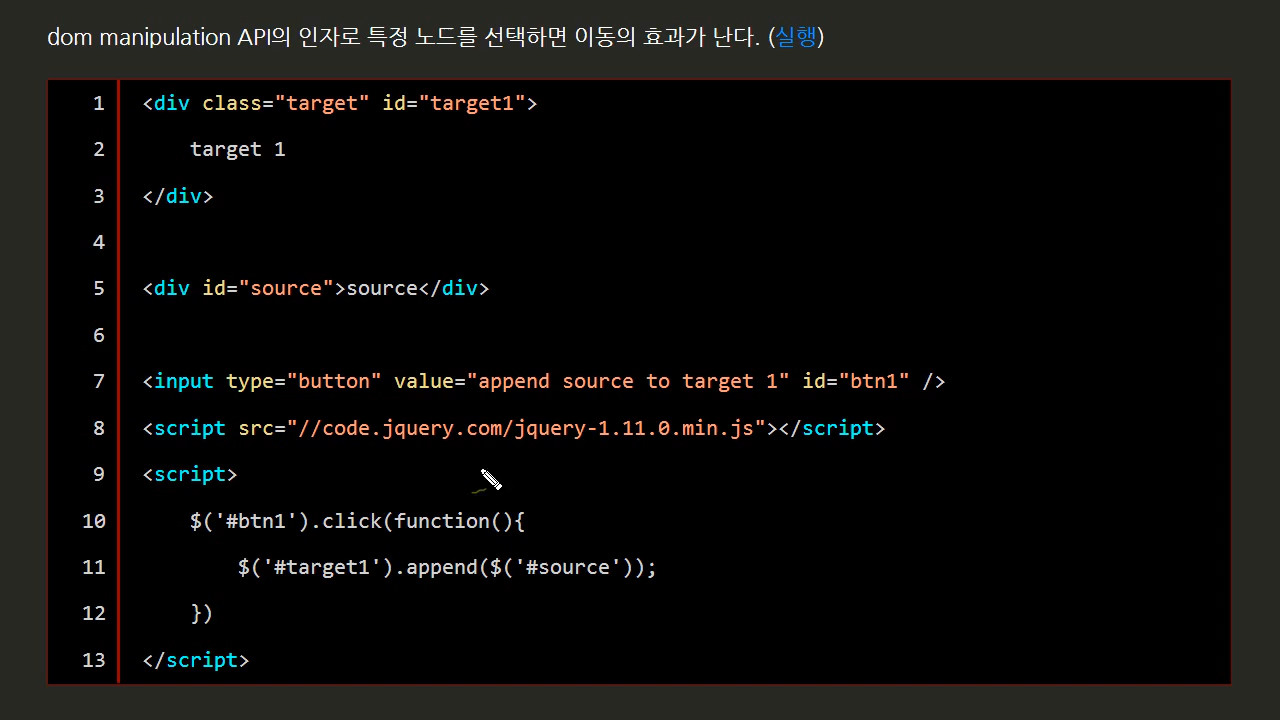 dom manipulation API의 인자로 특정 노드를 선택하면 이동의 효과가 난다. (실행)
1 <div class="target" id="target1">
2     target 1
3 </div>
4
5 <div id="source">source</div>
6
7 <input type="button" value="append source to target 1" id="btn1" />
8 <script src="//code.jquery.com/jquery-1.11.0.min.js"></script>
9 <script>
10     $('#btn1').click(function(){
11         $('#target1').append($('#source'));
12     })
13 </script>